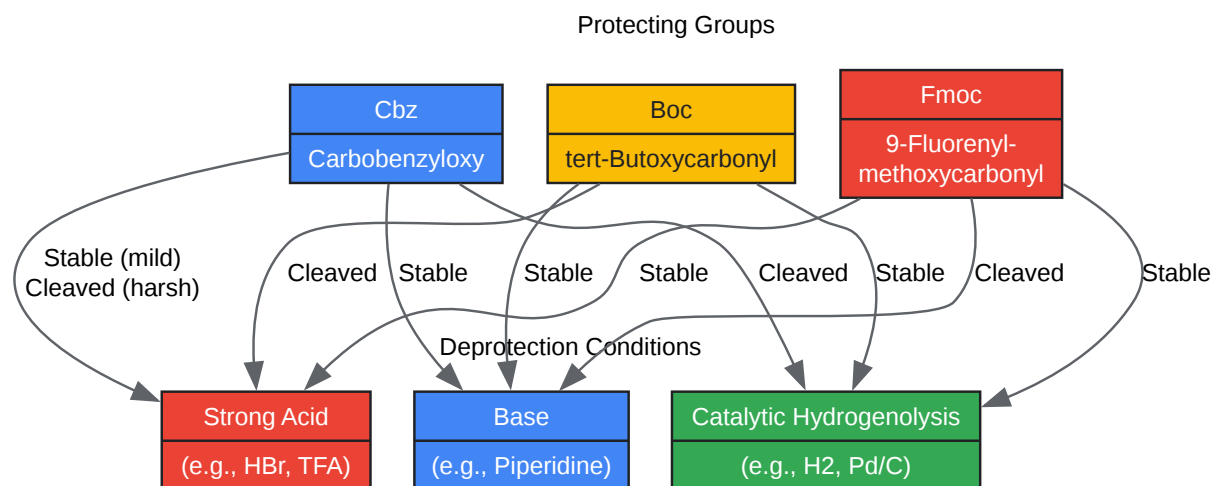 Protecting Groups
Cbz
Carbobenzyloxy
Boc
tert-Butoxycarbonyl
Fmoc
9-Fluorenyl-
methoxycarbonyl
Stable (mild)
Cleaved (harsh)
Cleaved
Stable
Stable
Stable
Cleaved
Stable
Cleaved
Stable
Deprotection Conditions
Strong Acid
(e.g., HBr, TFA)
Base
(e.g., Piperidine)
Catalytic Hydrogenolysis
(e.g., H2, Pd/C)